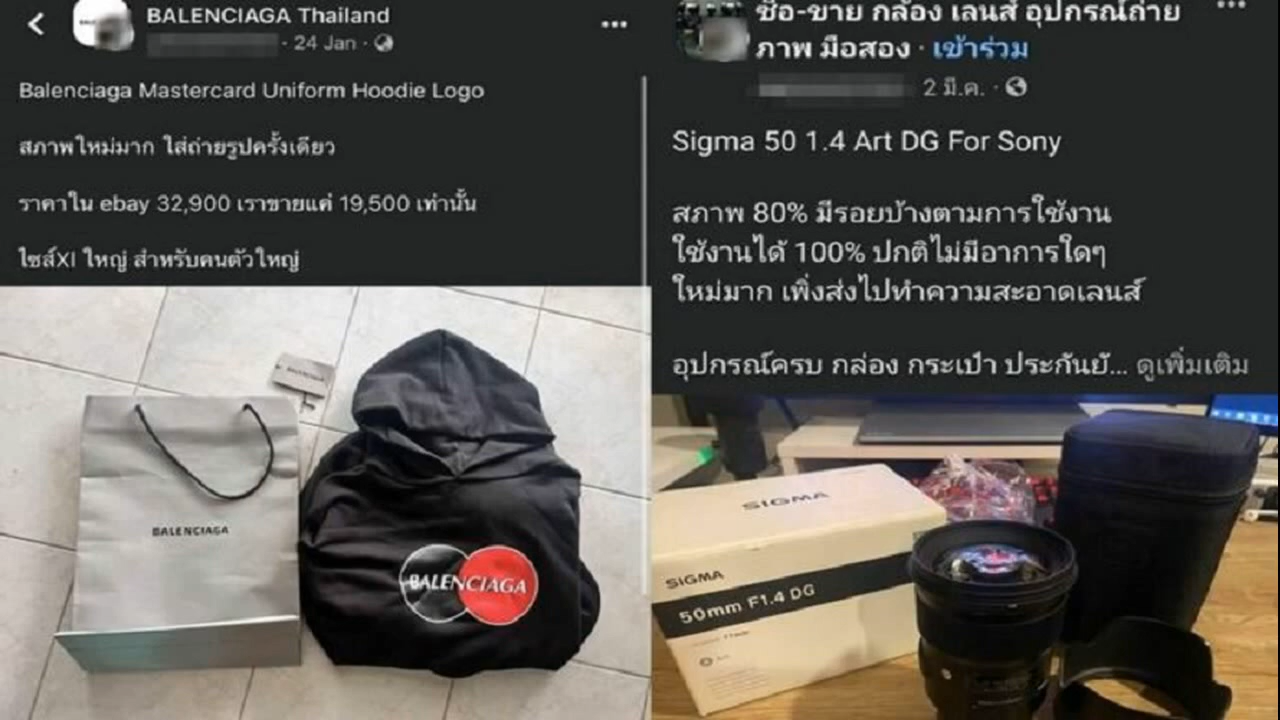 BALENCIAGA Thailand
24 Jan ·
Balenciaga Mastercard Uniform Hoodie Logo
สภาพใหม่มาก ใส่ถ่ายรูปครั้งเดียว
ราคาใน ebay 32,900 เราขายแค่ 19,500 เท่านั้น
ไซส์Xl ใหญ่ สำหรับคนตัวใหญ่
BALENCIAGA
BALENCIAGA
BALENCIAGA
ซื้อ-ขาย กล้อง เลนส์ อุปกรณ์ถ่าย
ภาพ มือสอง · เข้าร่วม
2 มี.ค. ·
Sigma 50 1.4 Art DG For Sony
สภาพ 80% มีรอยบ้างตามการใช้งาน
ใช้งานได้ 100% ปกติไม่มีอาการใดๆ
ใหม่มาก เพิ่งส่งไปทำความสะอาดเลนส์
อุปกรณ์ครบ กล่อง กระเป๋า ประกันยั... ดูเพิ่มเติม
SIGMA
SIGMA
50mm F1.4 DG